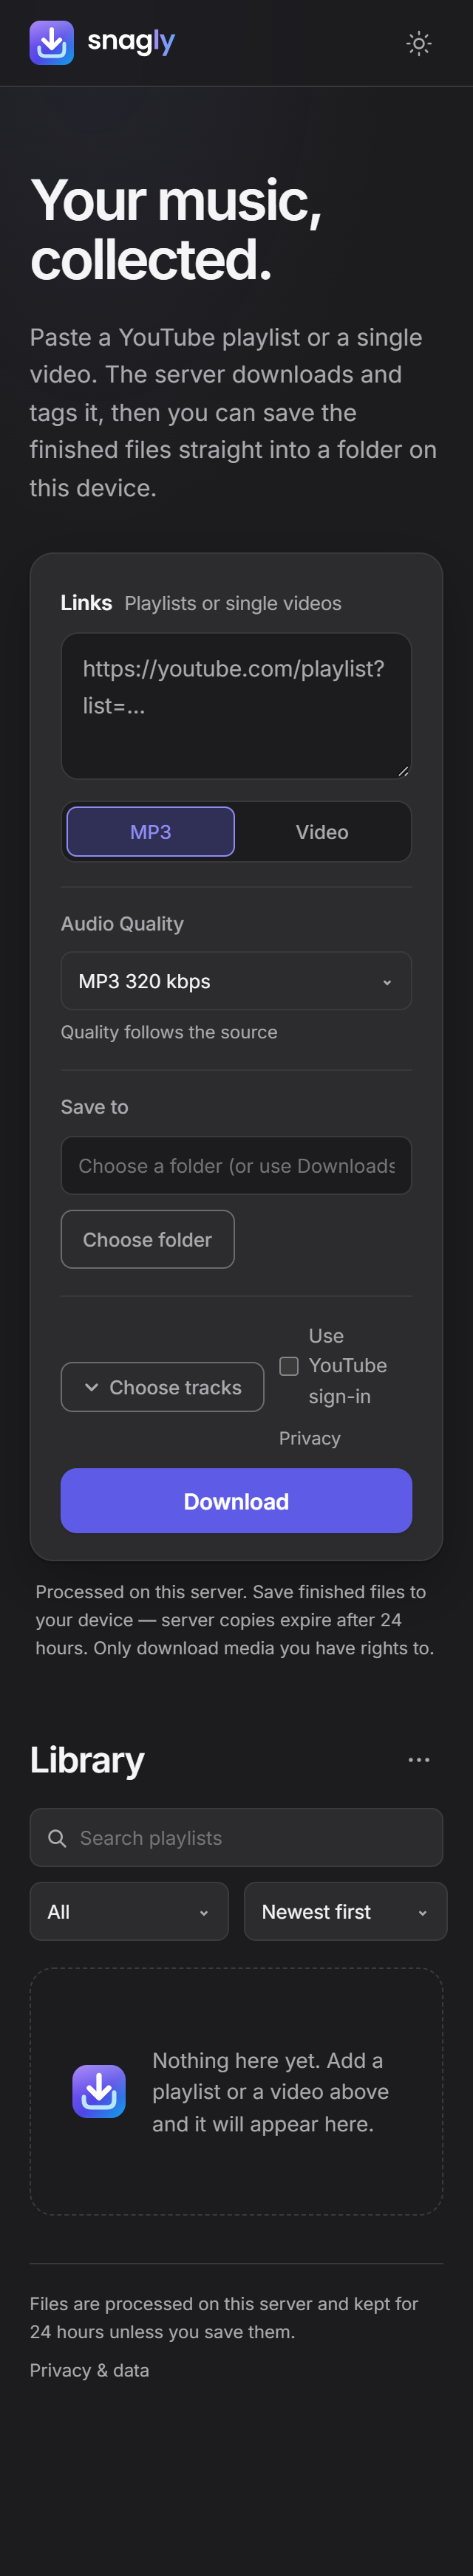 snagly
Your music,
collected.
Paste a YouTube playlist or a single
video. The server downloads and
tags it, then you can save the
finished files straight into a folder on
this device.
Links Playlists or single videos
https://youtube.com/playlist?
list=...
MP3 Video
Audio Quality
MP3 320 kbps
Quality follows the source
Save to
Choose a folder (or use Downloads
Choose folder
Choose tracks
Use
YouTube
sign-in
Privacy
Download
Processed on this server. Save finished files to
your device — server copies expire after 24
hours. Only download media you have rights to.
Library
Search playlists
All Newest first
Nothing here yet. Add a
playlist or a video above
and it will appear here.
Files are processed on this server and kept for
24 hours unless you save them.
Privacy & data